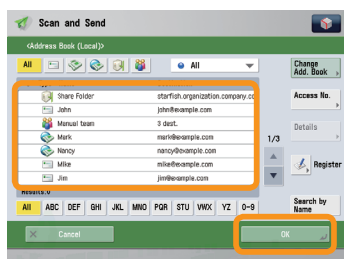 Scan and Send
<Address Book (Local)>
All All Change Add. Book
Share Folder starfish.organization.company.co
John john@example.com
Manual team 3 dest.
Mark mark@example.com
Nancy nancy@example.com
Mike mike@example.com
Jim jim@example.com
1/3
Access No.
Details
Register
All ABC DEF GHI JKL MNO PQR STU VWX YZ 0-9
Search by Name
Cancel OK